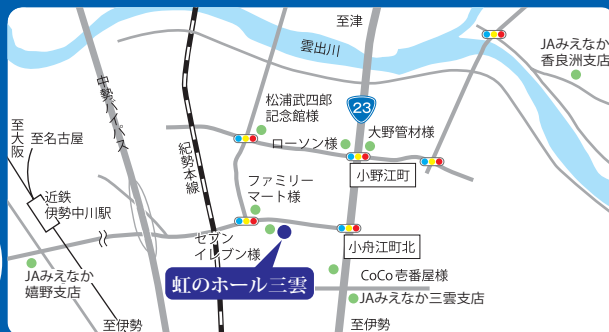 至津
雲出川
JAみえなか
香良洲支店
中勢バイパス
松浦武四郎
記念館様
23
大野管材様
ローソン様
至大阪
至名古屋
紀勢本線
小野江町
ファミリー
マート様
近鉄
伊勢中川駅
セブン
イレブン様
小舟江町北
虹のホール三雲
CoCo壱番屋様
JAみえなか
嬉野支店
JAみえなか三雲支店
至伊勢
至伊勢